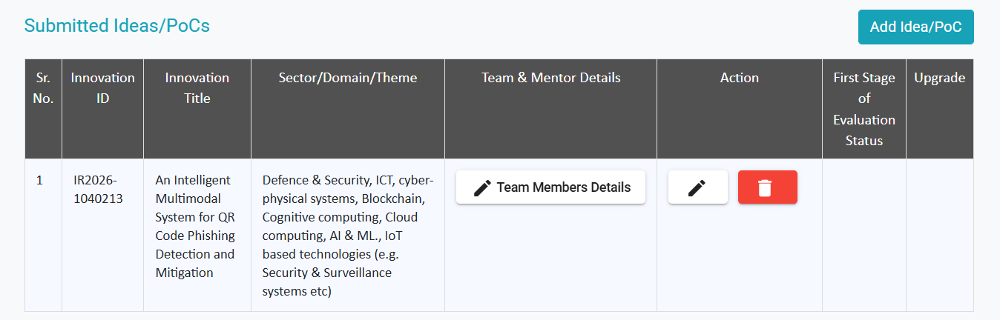 Submitted Ideas/PoCs
Add Idea/PoC
Sr.
No.
Innovation
ID
Innovation
Title
Sector/Domain/Theme
Team & Mentor Details
Action
First Stage
of
Evaluation
Status
Upgrade
1
IR2026-
1040213
An Intelligent
Multimodal
System for QR
Code Phishing
Detection and
Mitigation
Defence & Security, ICT, cyber-
physical systems, Blockchain,
Cognitive computing, Cloud
computing, AI & ML., IoT
based technologies (e.g.
Security & Surveillance
systems etc)
Team Members Details